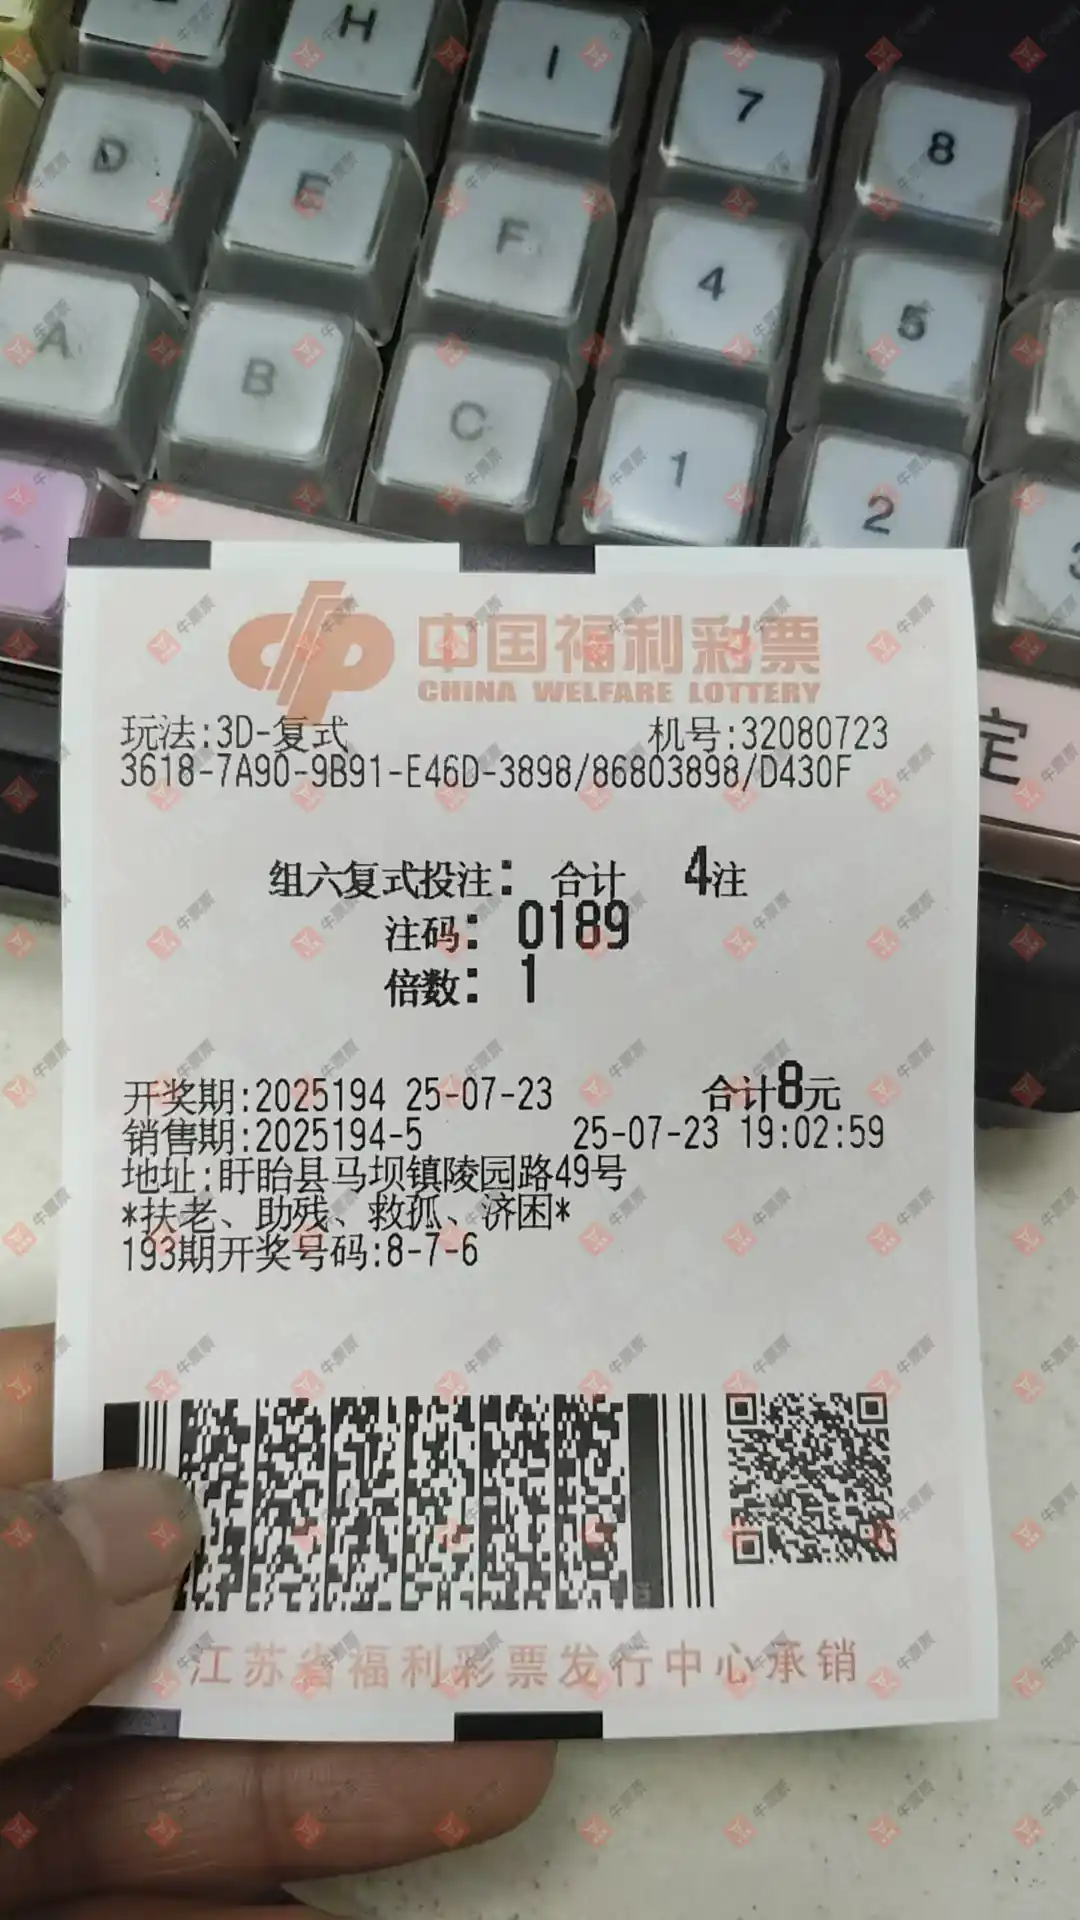 H
I
7
8
D
E
F
4
5
A
B
C
1
2
3
定
中国福利彩票
CHINA WELFARE LOTTERY
玩法:3D-复式 机号:32080723
3618-7A90-9B91-E46D-3898/86803898/D430F
组六复式投注: 合计 4注
注码: 0189
倍数: 1
开奖期:2025194 25-07-23 合计8元
销售期:2025194-5 25-07-23 19:02:59
地址:盱眙县马坝镇陵园路49号
*扶老、助残、救孤、济困*
193期开奖号码:8-7-6
江苏省福利彩票发行中心承销
牛票票